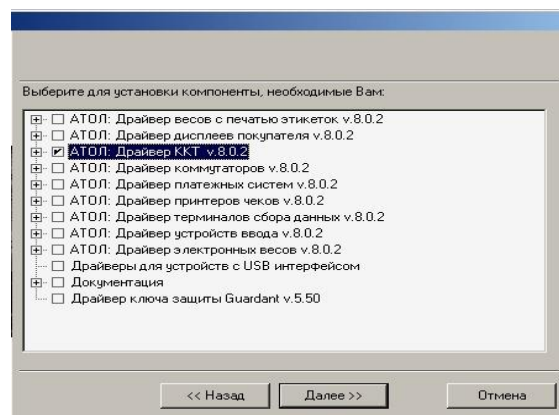 Выберите для установки компоненты, необходимые Вам:
АТОЛ: Драйвер весов с печатью этикеток v.8.0.2
АТОЛ: Драйвер дисплеев покупателя v.8.0.2
АТОЛ: Драйвер ККТ v.8.0.2
АТОЛ: Драйвер коммутаторов v.8.0.2
АТОЛ: Драйвер платежных систем v.8.0.2
АТОЛ: Драйвер принтеров чеков v.8.0.2
АТОЛ: Драйвер терминалов сбора данных v.8.0.2
АТОЛ: Драйвер устройств ввода v.8.0.2
АТОЛ: Драйвер электронных весов v.8.0.2
Драйверы для устройств с USB интерфейсом
Документация
Драйвер ключа защиты Guardant v.5.50
<< Назад Далее >> Отмена